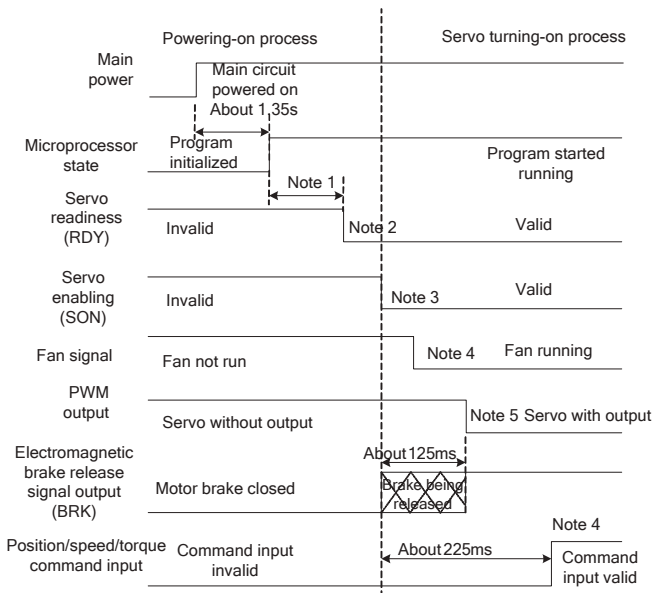 Powering-on process
Servo turning-on process
Main
power
Main circuit
powered on
About 1.35s
Microprocessor
state
Program
initialized
Program started
running
Note 1
Servo
readiness
(RDY)
Invalid
Note 2
Valid
Servo
enabling
(SON)
Invalid
Note 3
Valid
Fan signal
Fan not run
Note 4
Fan running
PWM
output
Servo without output
Note 5 Servo with output
Electromagnetic
brake release
signal output
(BRK)
Motor brake closed
About 125ms
Brake being
released
Position/speed/torque
command input
Command input
invalid
About 225ms
Note 4
Command
input valid